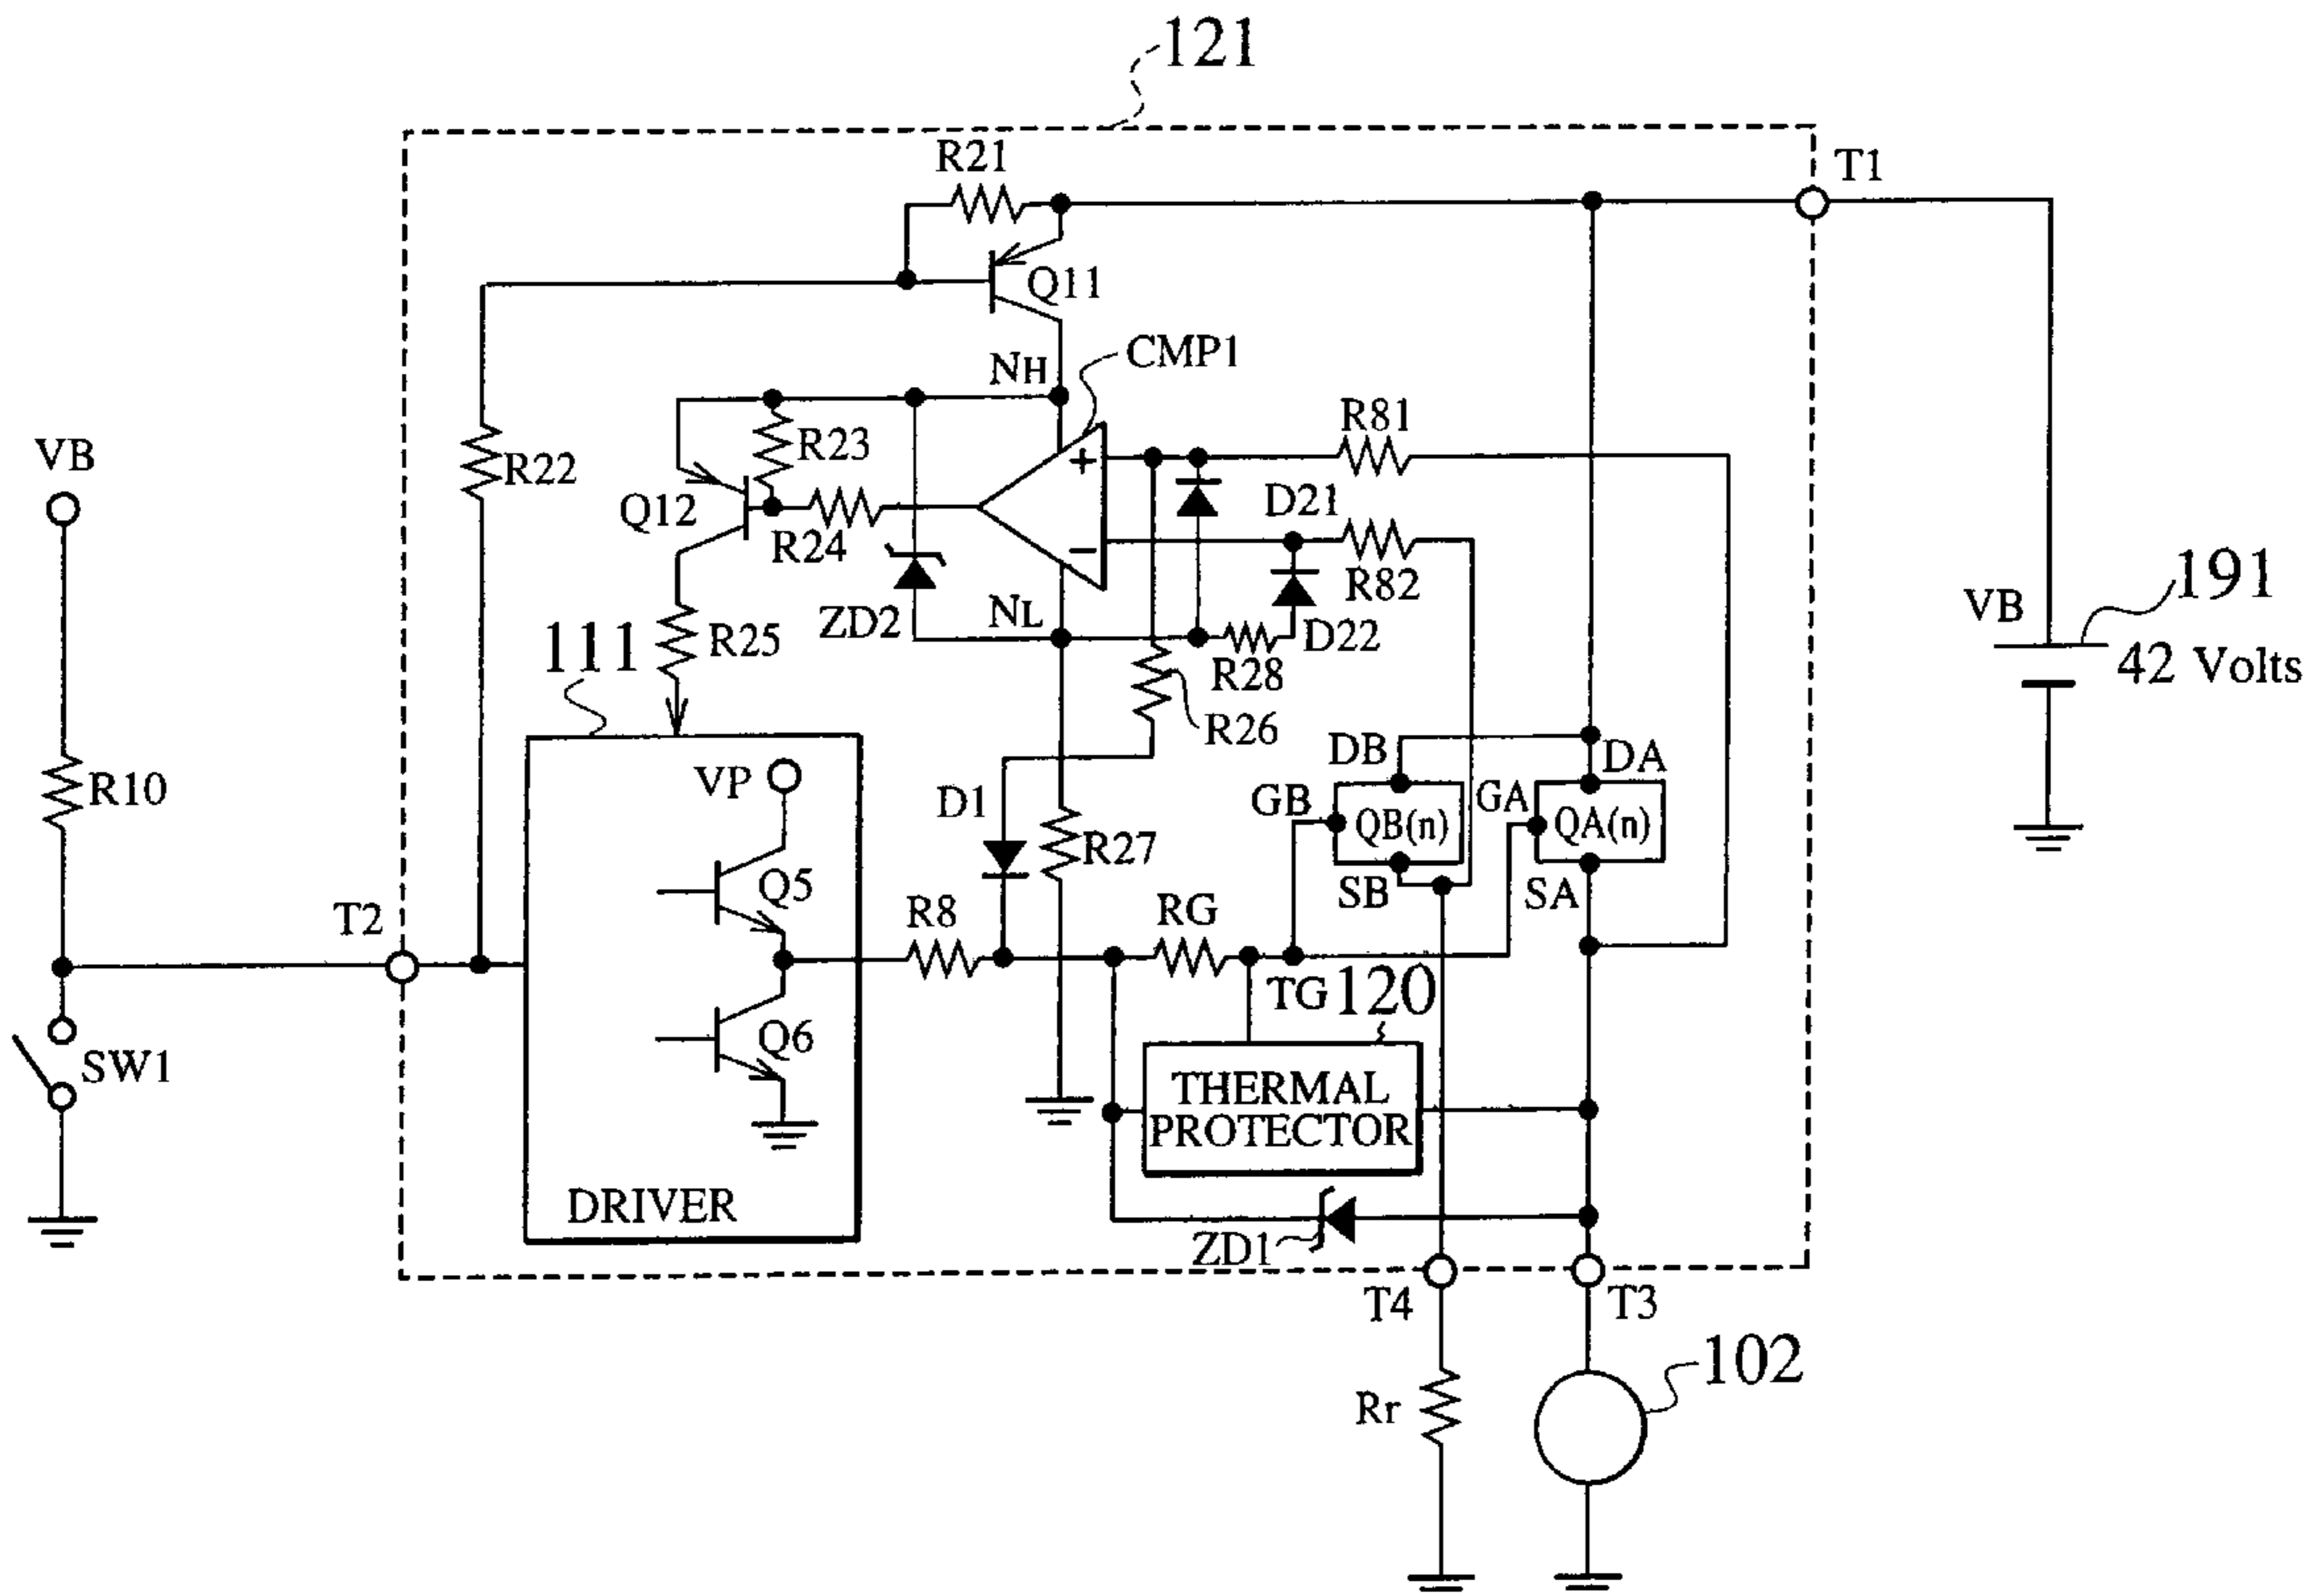 121
R21
T1
Q11
NH
CMP1
R81
VB
R22
R23
Q12
R24
D21
R82
ZD2
NL
D22
R28
R25
111
R26
191
VB
42 Volts
R10
VP
D1
R27
DB
DA
GB
QB(n)
GA
QA(n)
SB
SA
Q5
R8
RG
T2
TG
120
SW1
Q6
THERMAL
PROTECTOR
DRIVER
ZD1
T4
T3
Rr
102